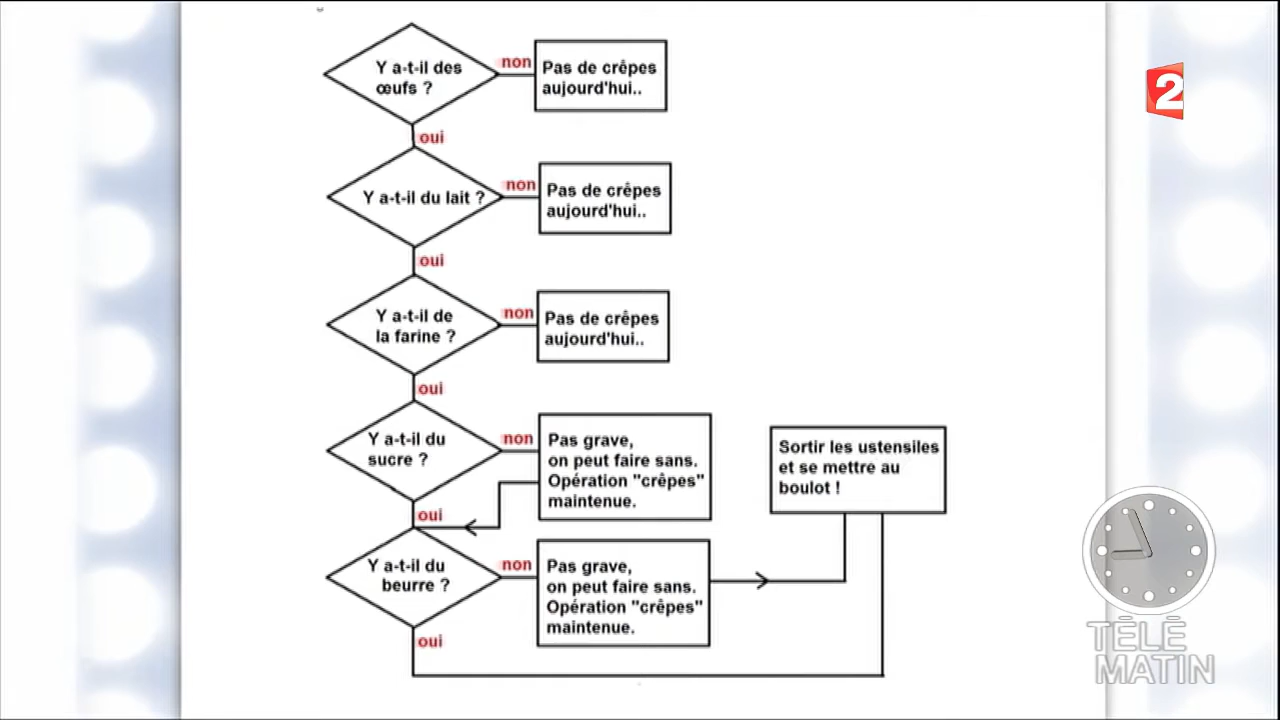 Y a-t-il des
œufs ?
non
Pas de crêpes
aujourd'hui..
oui
Y a-t-il du lait ?
non
Pas de crêpes
aujourd'hui..
oui
Y a-t-il de
la farine ?
non
Pas de crêpes
aujourd'hui..
oui
Y a-t-il du
sucre ?
non
Pas grave,
on peut faire sans.
Opération "crêpes"
maintenue.
oui
Y a-t-il du
beurre ?
non
Pas grave,
on peut faire sans.
Opération "crêpes"
maintenue.
oui
Sortir les ustensiles
et se mettre au
boulot !
2
TÉLÉ
MATIN